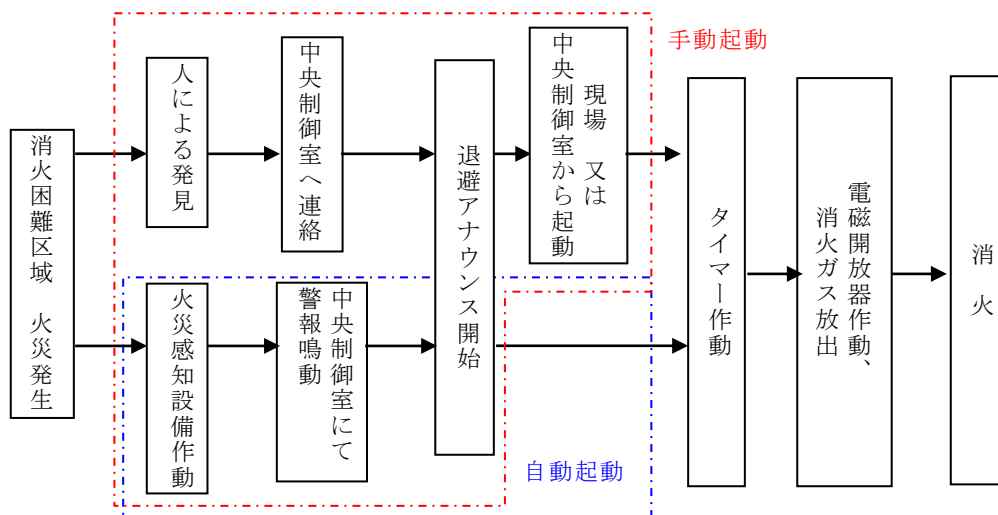 消火困難区域　火災発生
人による発見
中央制御室へ連絡
火災感知設備作動
中央制御室にて
警報鳴動
退避アナウンス開始
現場　又は
中央制御室から起動
手動起動
自動起動
タイマー作動
電磁開放器作動、
消火ガス放出
消　火